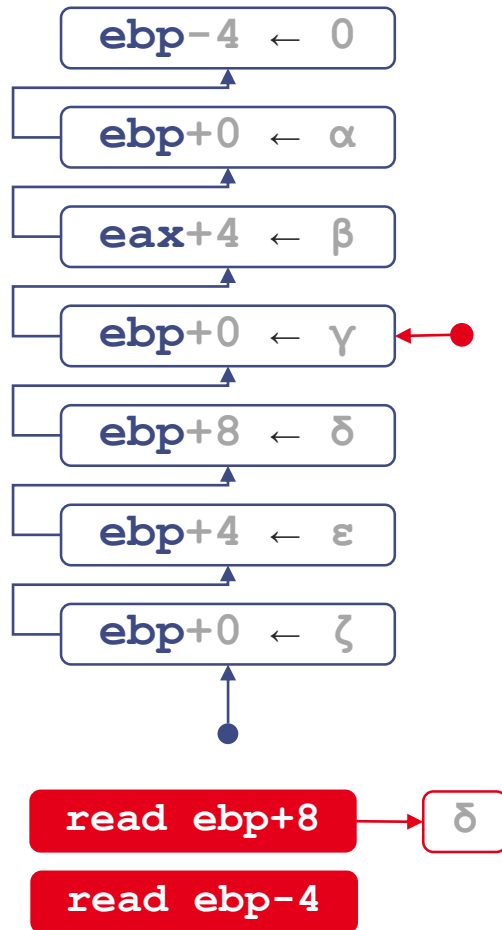 ebp-4 ← 0
ebp+0 ← α
eax+4 ← β
ebp+0 ← γ
ebp+8 ← δ
ebp+4 ← ε
ebp+0 ← ζ
read ebp+8 δ
read ebp-4